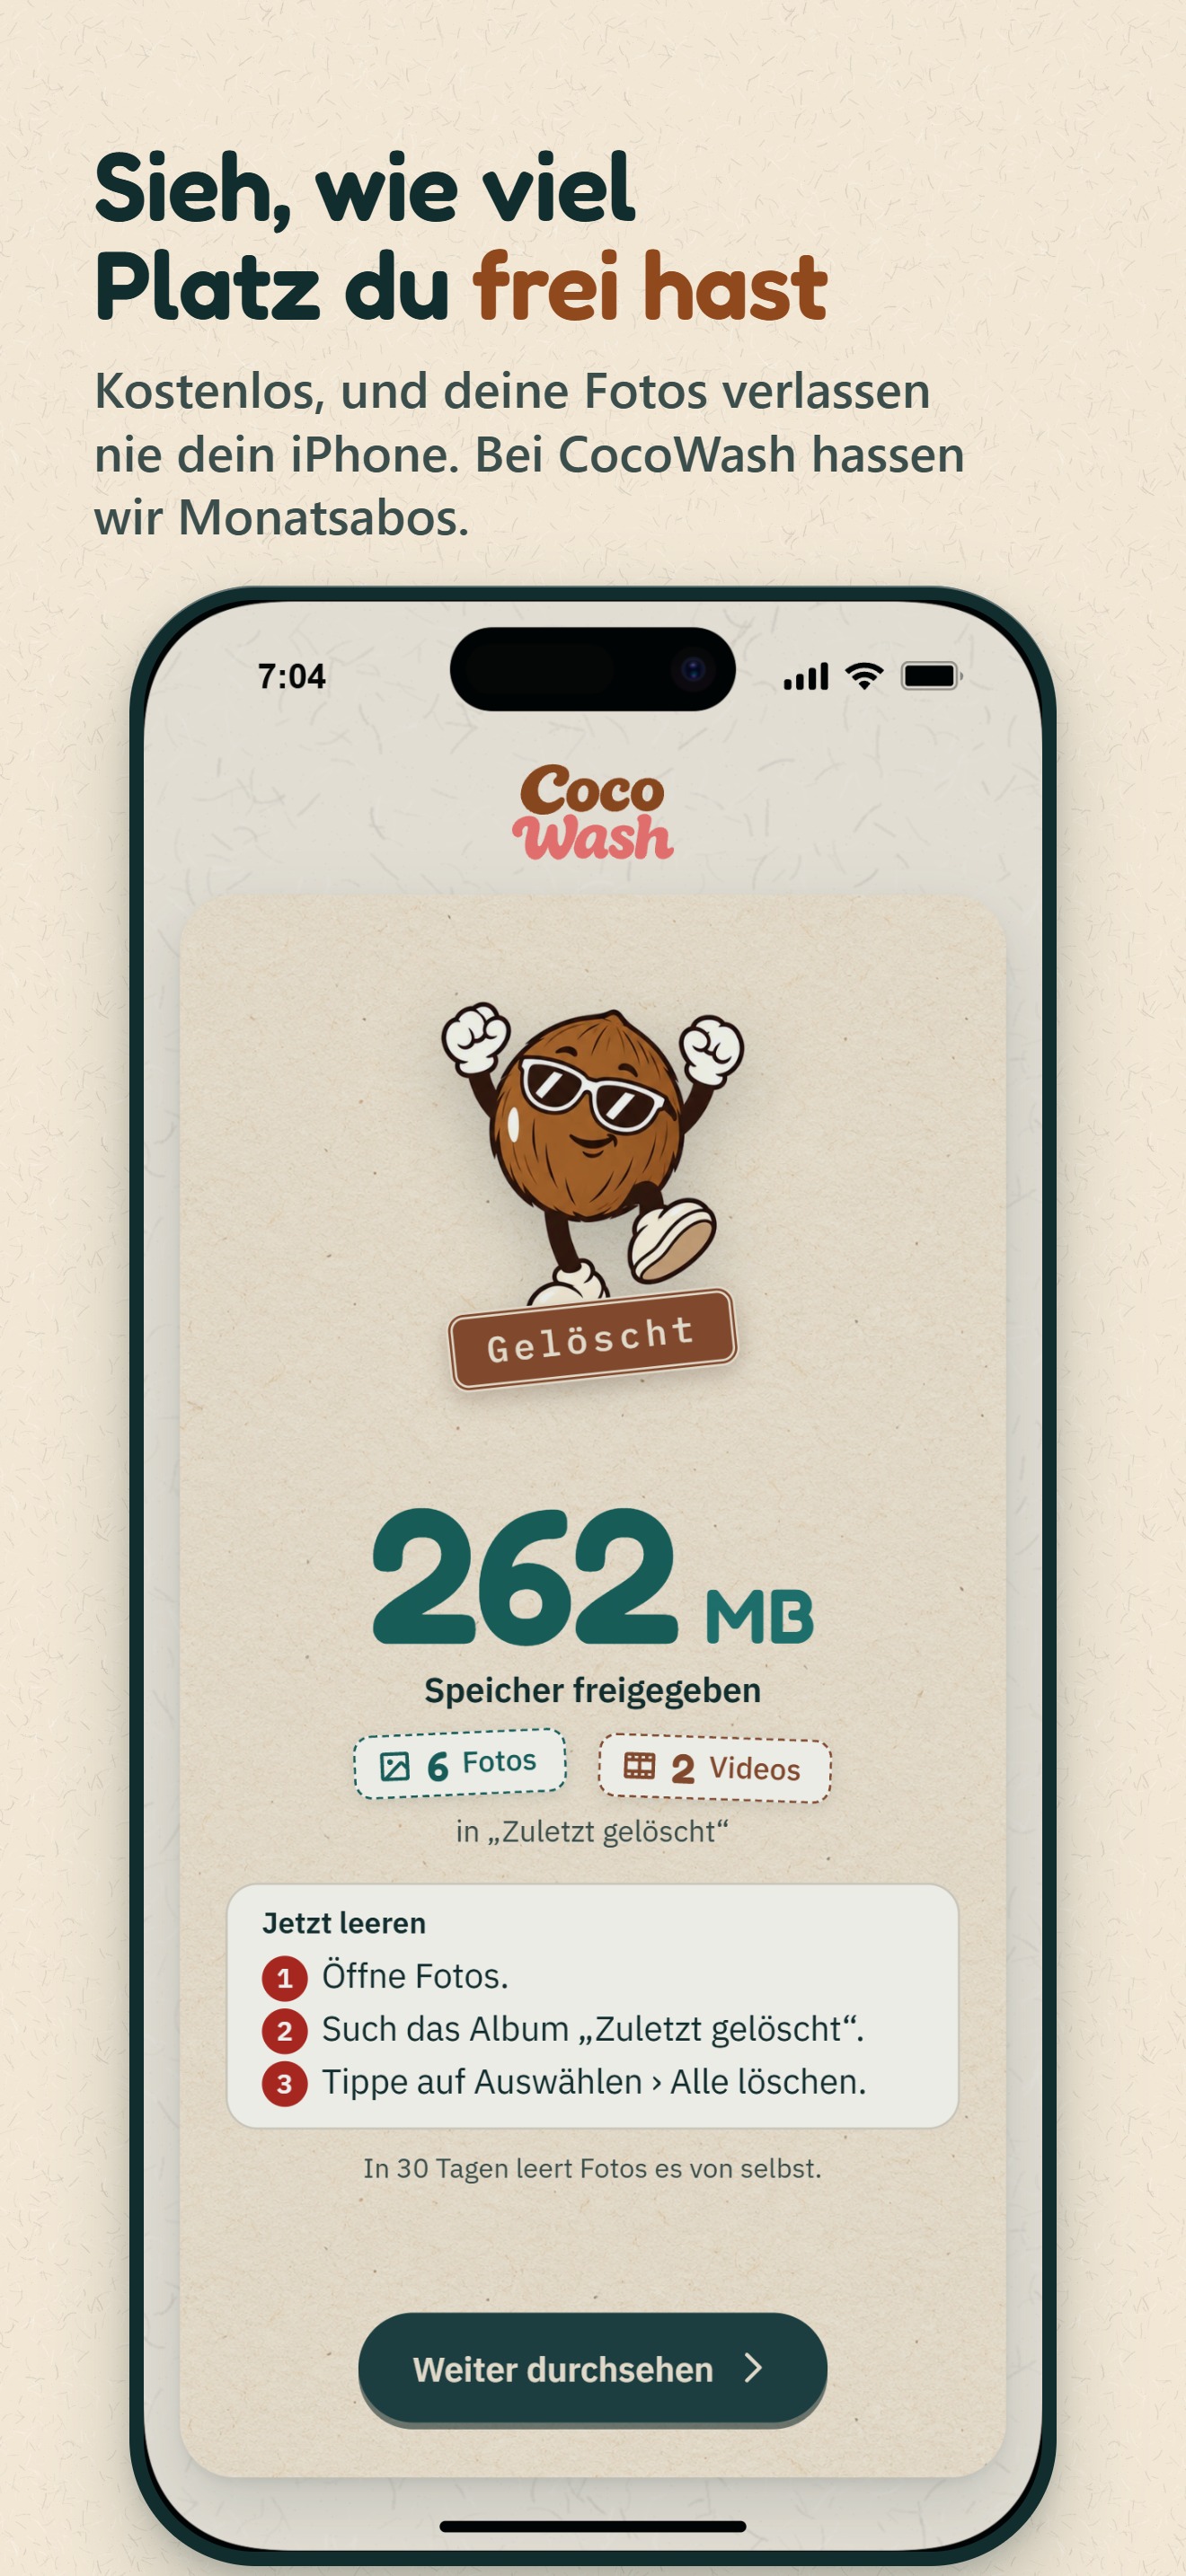 Sieh, wie viel
Platz du frei hast
Kostenlos, und deine Fotos verlassen
nie dein iPhone. Bei CocoWash hassen
wir Monatsabos.
7:04
Coco
Wash
Gelöscht
262 MB
Speicher freigegeben
6 Fotos
2 Videos
in „Zuletzt gelöscht“
Jetzt leeren
1 Öffne Fotos.
2 Such das Album „Zuletzt gelöscht“.
3 Tippe auf Auswählen › Alle löschen.
In 30 Tagen leert Fotos es von selbst.
Weiter durchsehen